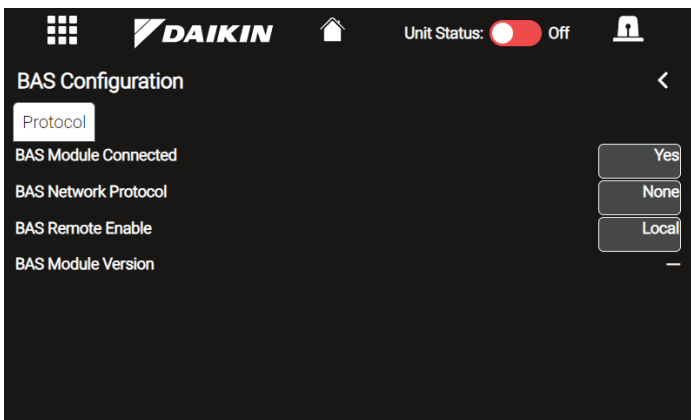 DAIKIN Unit Status: Off
BAS Configuration
Protocol
BAS Module Connected Yes
BAS Network Protocol None
BAS Remote Enable Local
BAS Module Version —